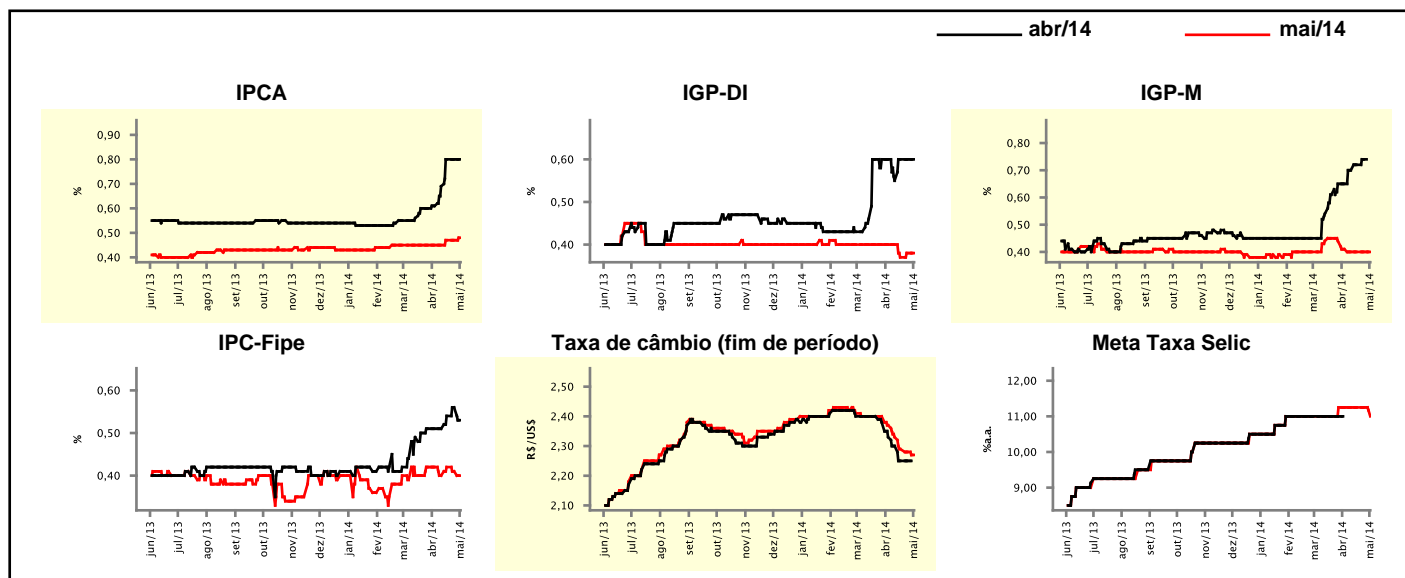 abr/14 mai/14
IPCA
%
0,90
0,80
0,70
0,60
0,50
0,40
jun/13 jul/13 ago/13 set/13 out/13 nov/13 dez/13 jan/14 fev/14 mar/14 abr/14 mai/14
IGP-DI
%
0,60
0,50
0,40
jun/13 jul/13 ago/13 set/13 out/13 nov/13 dez/13 jan/14 fev/14 mar/14 abr/14 mai/14
IGP-M
%
0,80
0,70
0,60
0,50
0,40
jun/13 jul/13 ago/13 set/13 out/13 nov/13 dez/13 jan/14 fev/14 mar/14 abr/14 mai/14
IPC-Fipe
%
0,60
0,50
0,40
jun/13 jul/13 ago/13 set/13 out/13 nov/13 dez/13 jan/14 fev/14 mar/14 abr/14 mai/14
Taxa de câmbio (fim de período)
R$/US$
2,50
2,40
2,30
2,20
2,10
jun/13 jul/13 ago/13 set/13 out/13 nov/13 dez/13 jan/14 fev/14 mar/14 abr/14 mai/14
Meta Taxa Selic
%a.a.
12,00
11,00
10,00
9,00
jun/13 jul/13 ago/13 set/13 out/13 nov/13 dez/13 jan/14 fev/14 mar/14 abr/14 mai/14